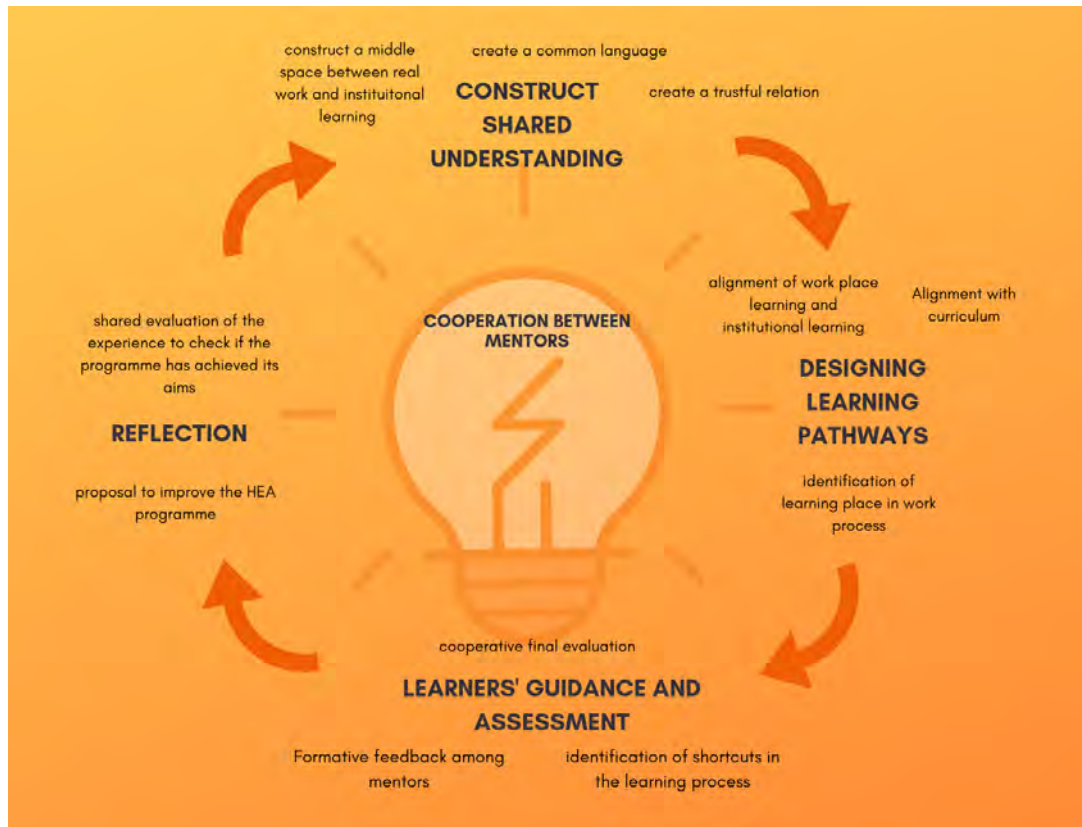 construct a middle
space between real
work and instituitonal
learning
create a common language
CONSTRUCT
SHARED
UNDERSTANDING
create a trustful relation
alignment of work place
learning and
institutional learning
Alignment with
curriculum
DESIGNING
LEARNING
PATHWAYS
identification of
learning place in work
process
COOPERATION BETWEEN
MENTORS
shared evaluation of the
experience to check if the
programme has achieved its
aims
REFLECTION
proposal to improve the HEA
programme
cooperative final evaluation
LEARNERS' GUIDANCE AND
ASSESSMENT
Formative feedback among
mentors
identification of shortcuts in
the learning process